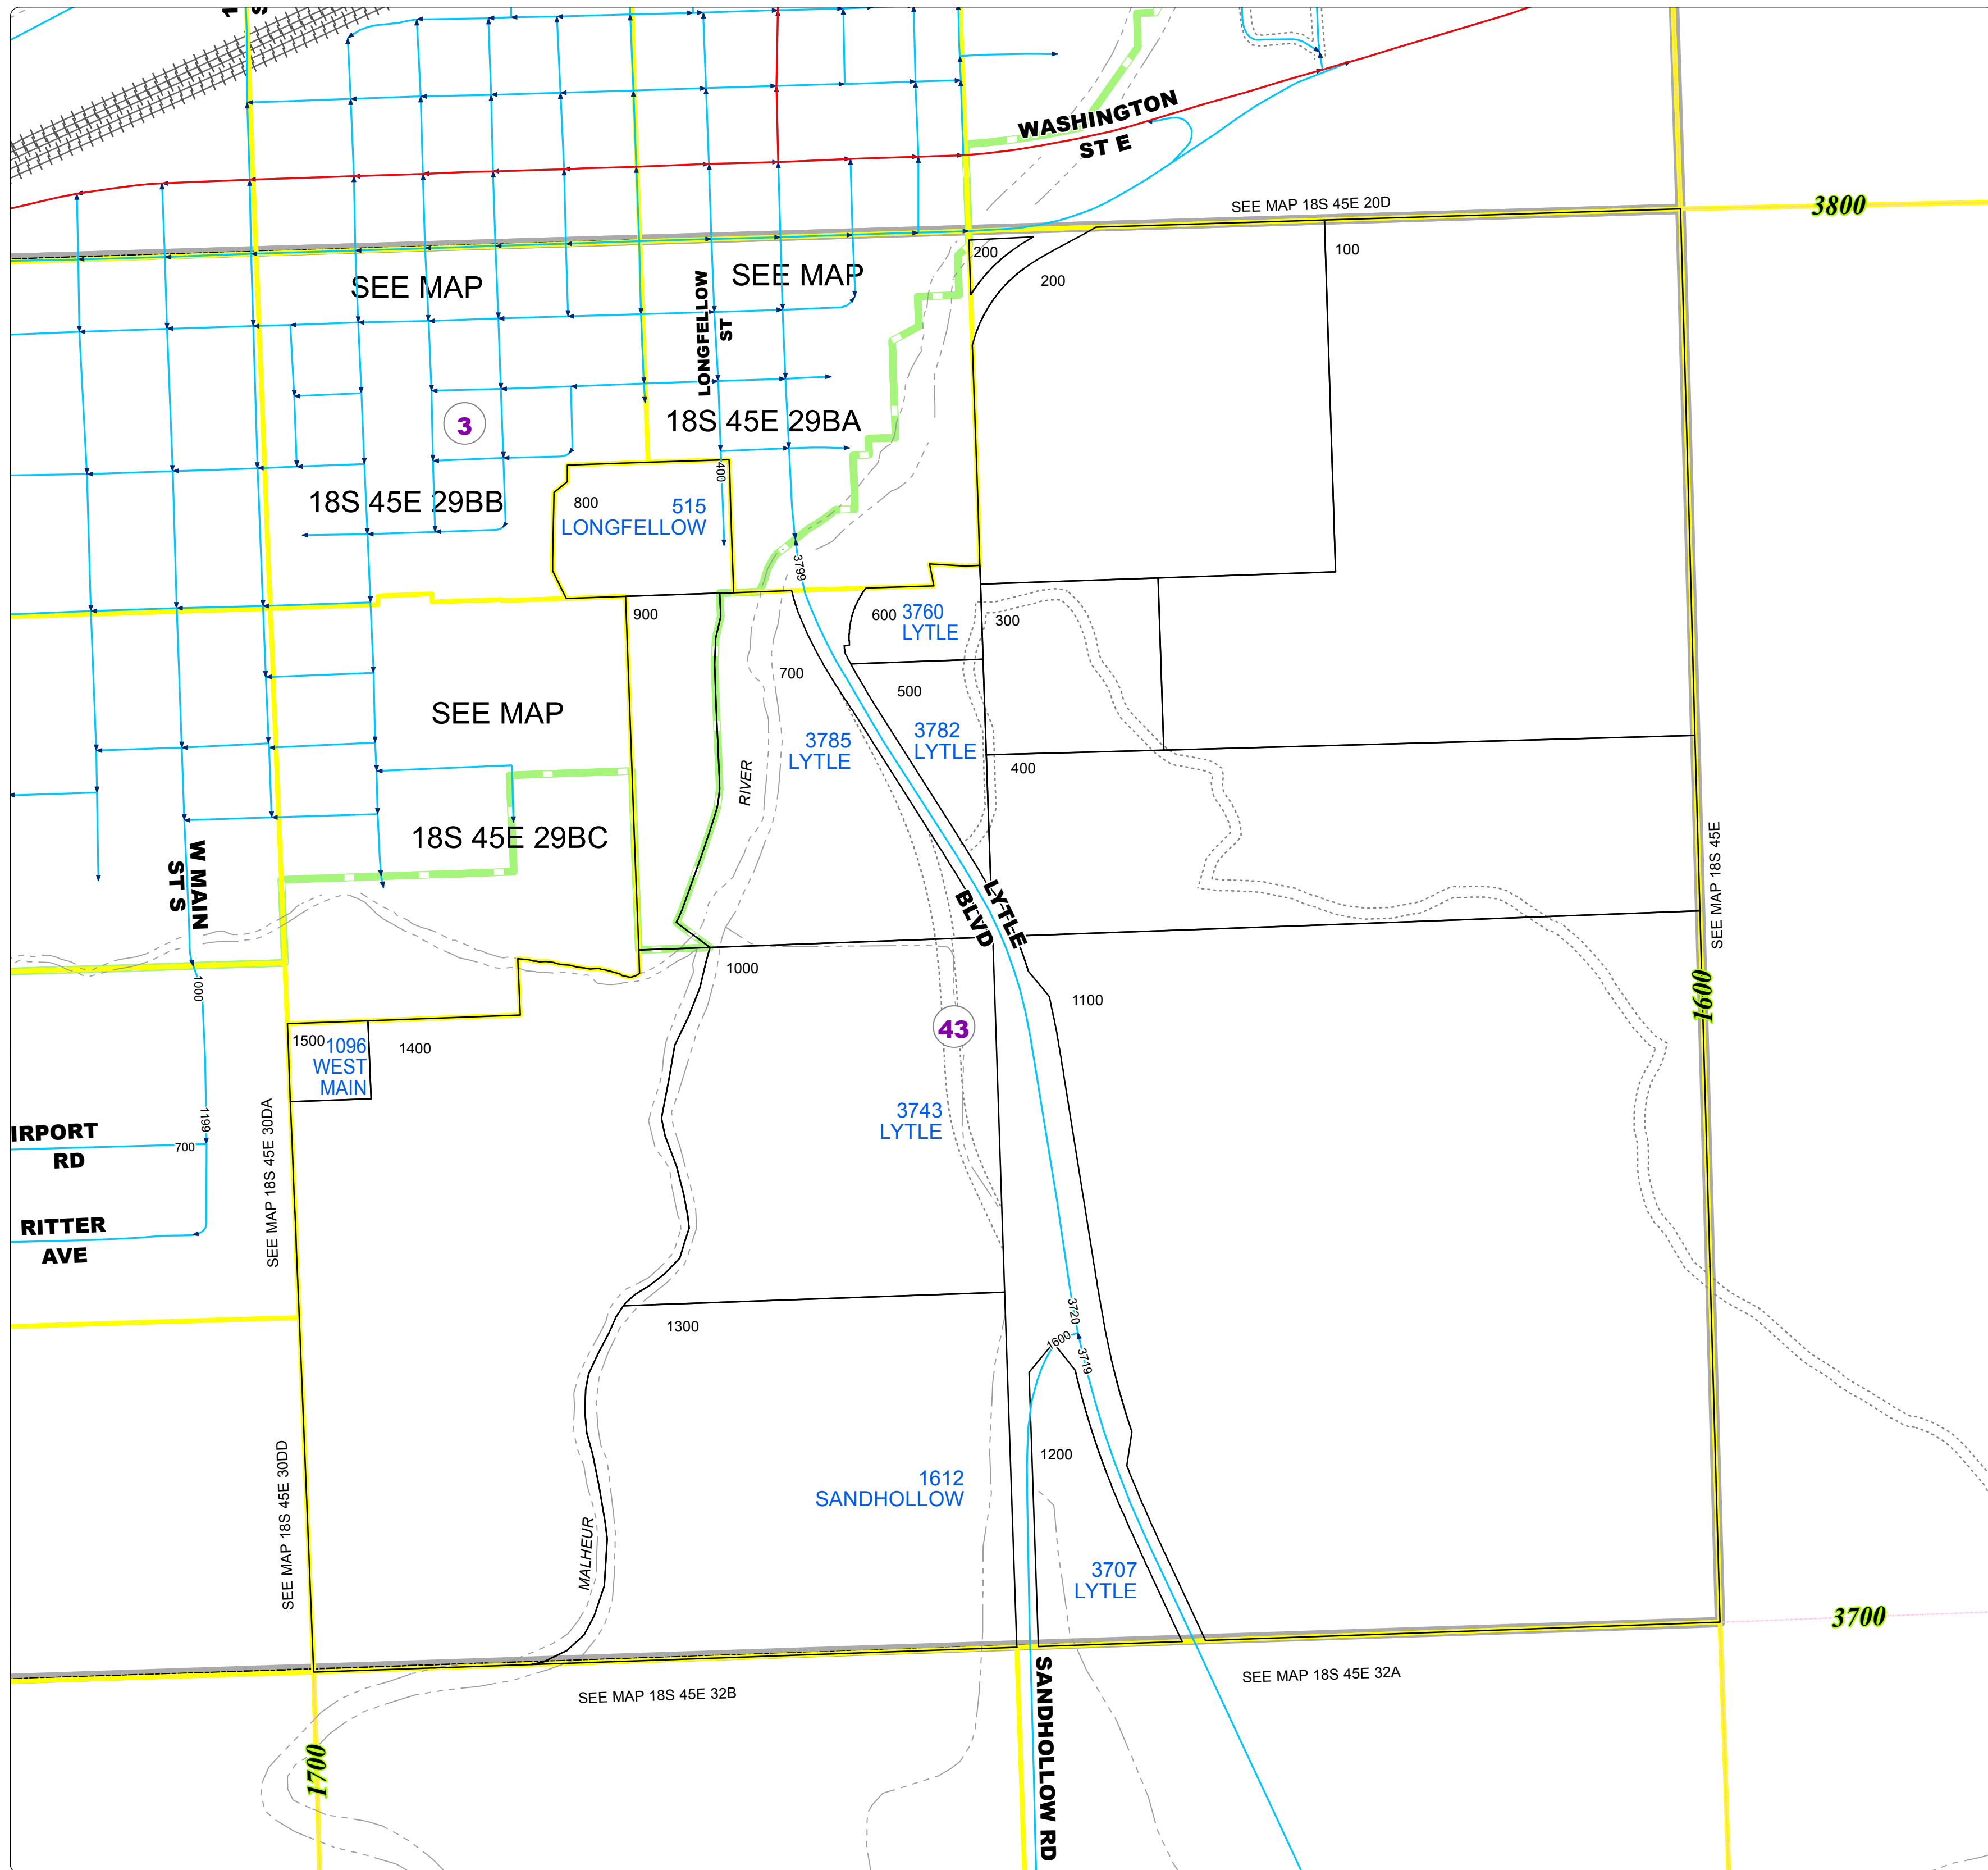 WASHINGTON
ST E
SEE MAP 18S 45E 20D
3800
200
200
100
SEE MAP
SEE MAP
LONGFELLOW
ST
3
18S 45E 29BA
18S 45E 29BB
400
800
515
LONGFELLOW
3799
900
600
3760
LYTLE
300
700
500
SEE MAP
3785
LYTLE
3782
LYTLE
RIVER
400
18S 45E 29BC
SEE MAP 18S 45E
W MAIN
ST S
LYTLE
BLVD
1000
1000
1100
1600
43
1500
1096
WEST
MAIN
1400
1199
3743
LYTLE
IRPORT
RD
700
SEE MAP 18S 45E 30DA
RITTER
AVE
1300
3720
1600
3719
1200
SEE MAP 18S 45E 30DD
1612
SANDHOLLOW
MALHEUR
3707
LYTLE
3700
SEE MAP 18S 45E 32B
SEE MAP 18S 45E 32A
SANDHOLLOW RD
1700